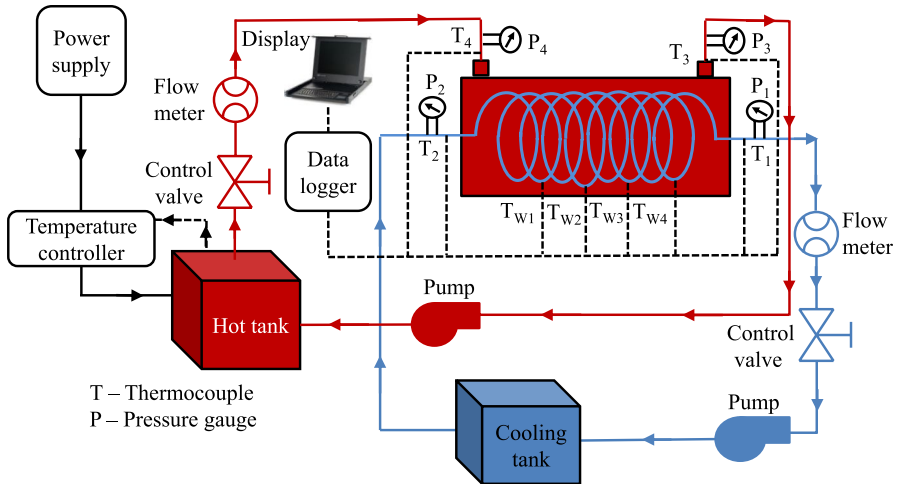 Power
supply
Display
T4
P4
T3
P3
Flow
meter
P2
P1
T2
T1
Data
logger
Control
valve
TW1
TW2
TW3
TW4
Temperature
controller
Flow
meter
Hot tank
Pump
Control
valve
T – Thermocouple
P – Pressure gauge
Cooling
tank
Pump